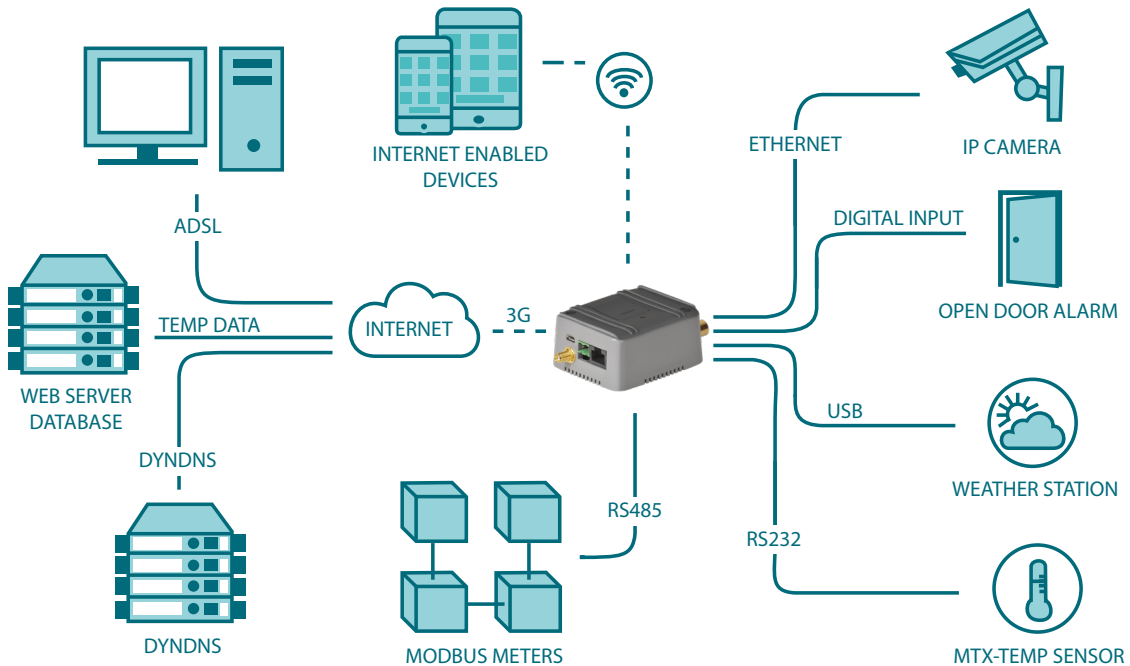 INTERNET ENABLED
DEVICES
ETHERNET
IP CAMERA
ADSL
DIGITAL INPUT
OPEN DOOR ALARM
TEMP DATA
INTERNET
3G
WEB SERVER
DATABASE
USB
WEATHER STATION
DYNDNS
RS485
RS232
DYNDNS
MODBUS METERS
MTX-TEMP SENSOR